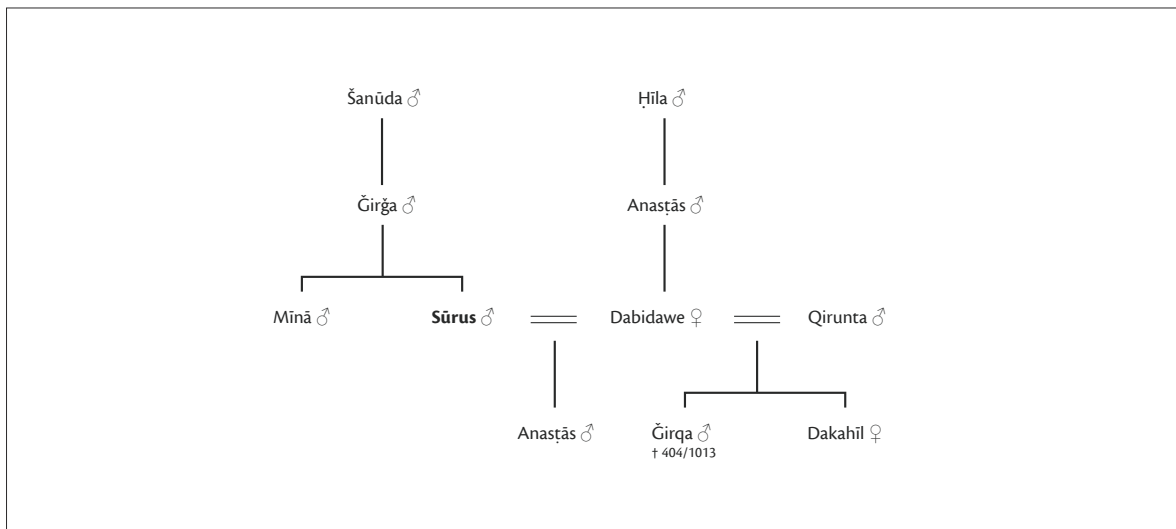 Šanūda ♂ Ḥīla ♂
Ǧirǧa ♂ Anasṭās ♂
Mīnā ♂ Sūrus ♂ Dabidawe ♀ Qirunta ♂
Anasṭās ♂ Ǧirqa ♂ Dakahīl ♀
† 404/1013